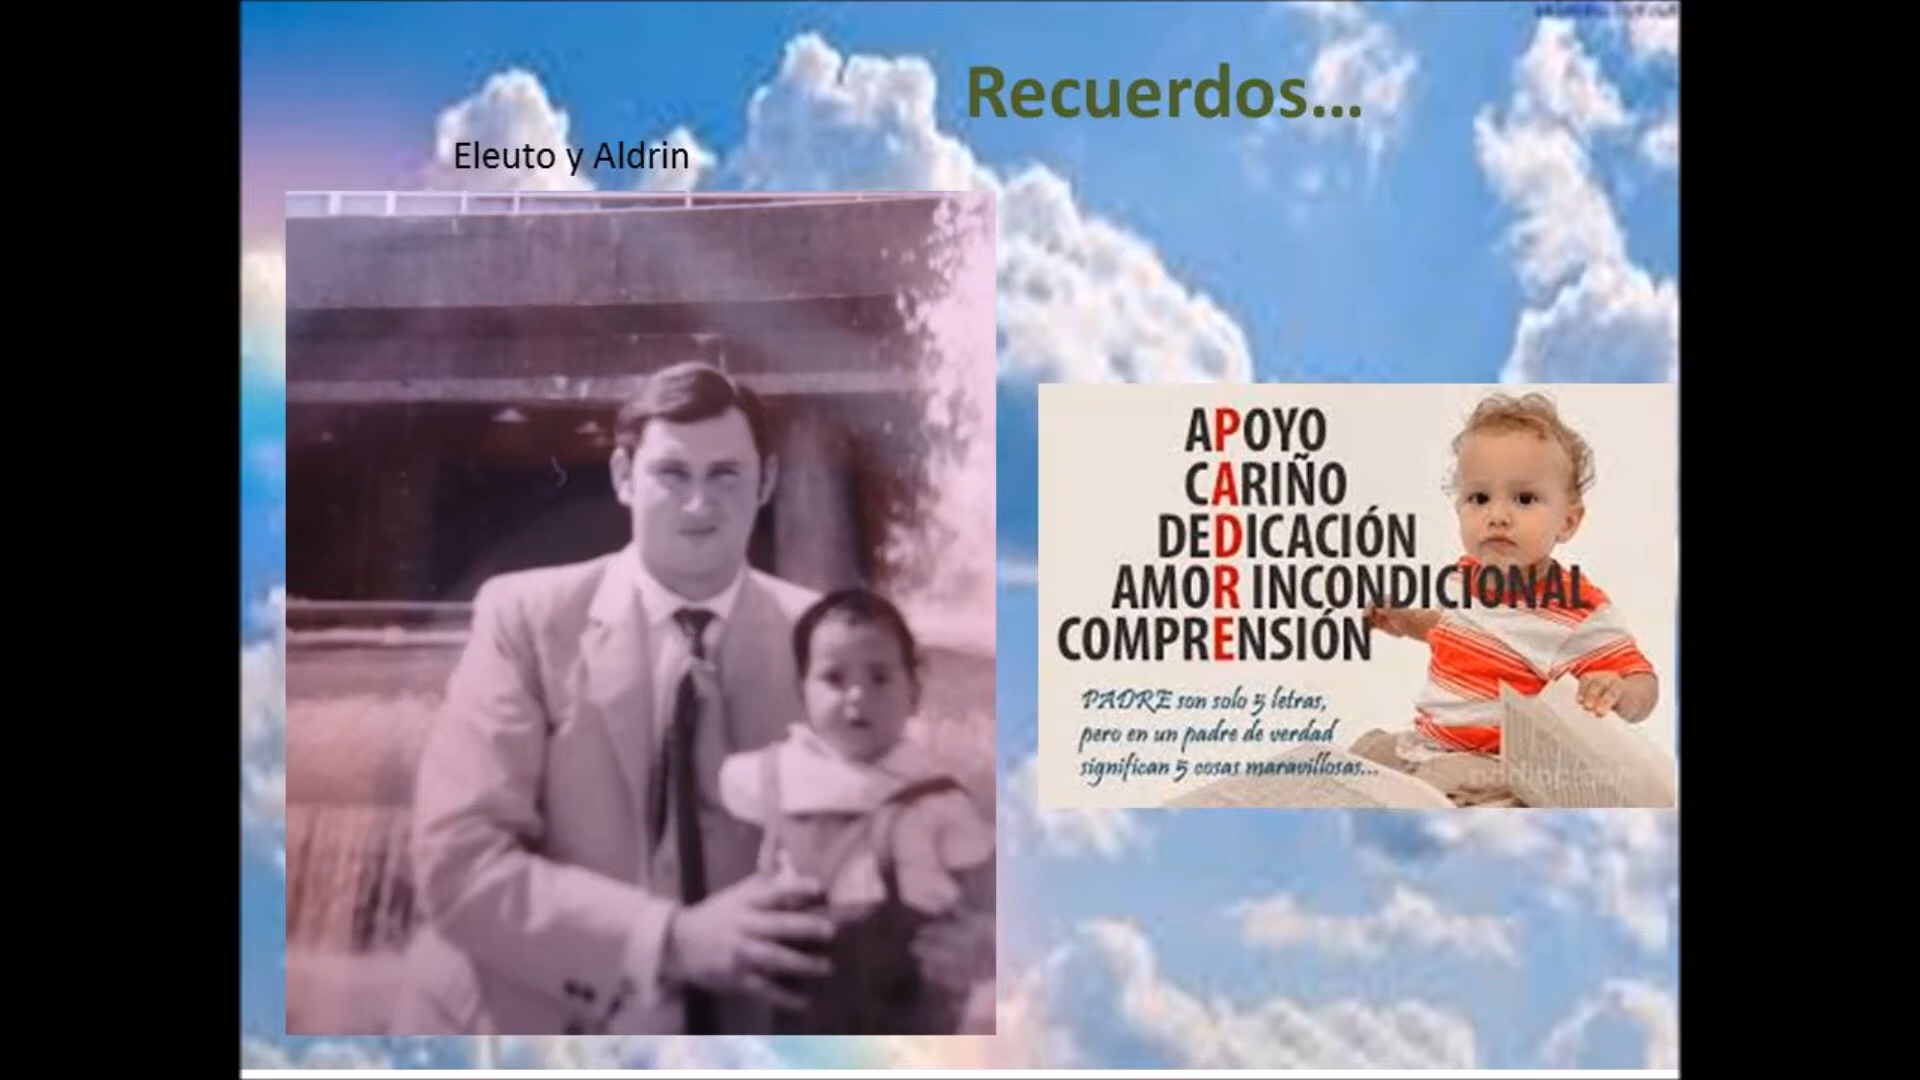 Recuerdos...
Eleuto y Aldrin
APOYO
CARIÑO
DEDICACIÓN
AMOR INCONDICIONAL
COMPRENSIÓN
PADRE son solo 5 letras,
pero en un padre de verdad
significan 5 cosas maravillosas...